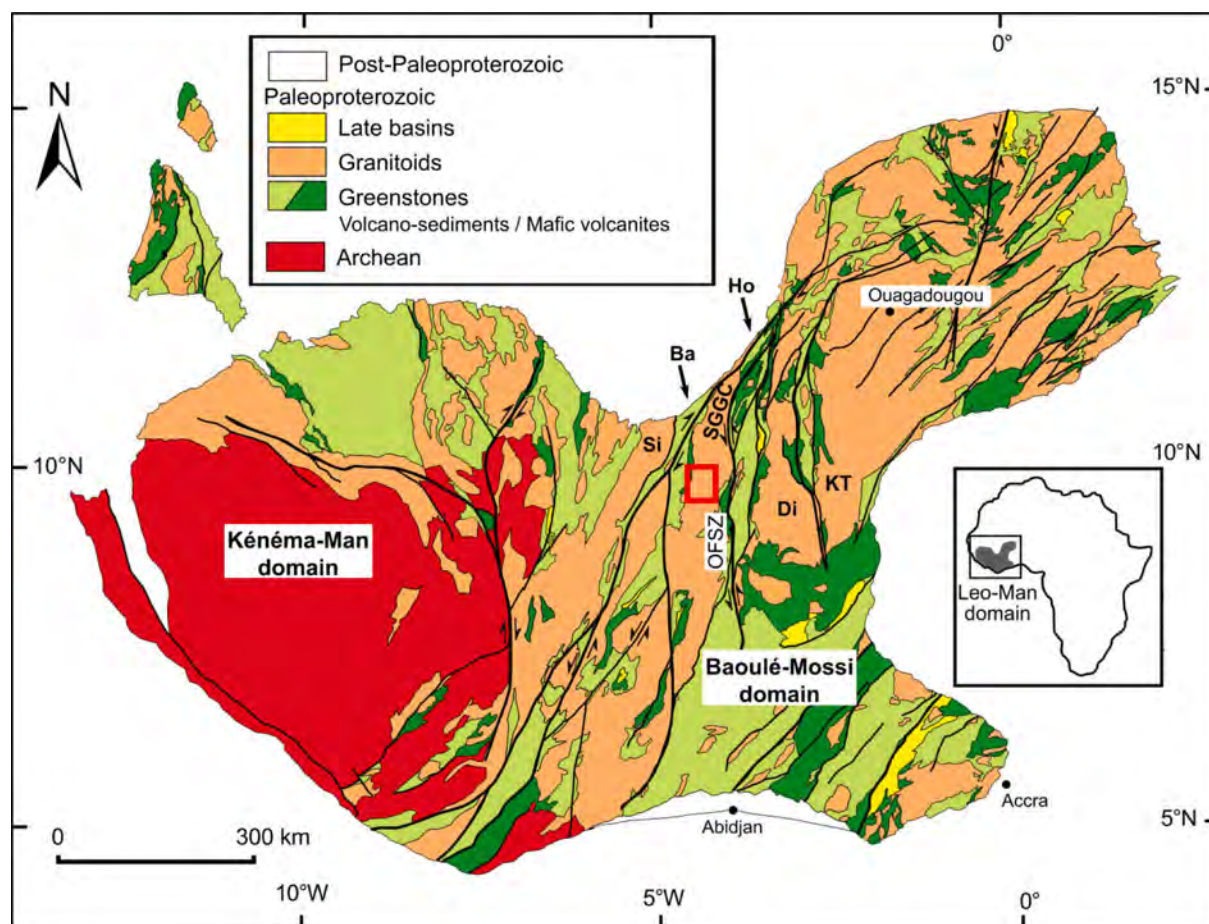 0°
15°N
N
Post-Paleoproterozoic
Paleoproterozoic
Late basins
Granitoids
Greenstones
Volcano-sediments / Mafic volcanites
Archean
Ho
Ouagadougou
Ba
SGGC
Si
10°N
10°N
KT
Di
OFSZ
Kénéma-Man
domain
Leo-Man
domain
Baoulé-Mossi
domain
Accra
Abidjan
5°N
0
300 km
10°W
5°W
0°